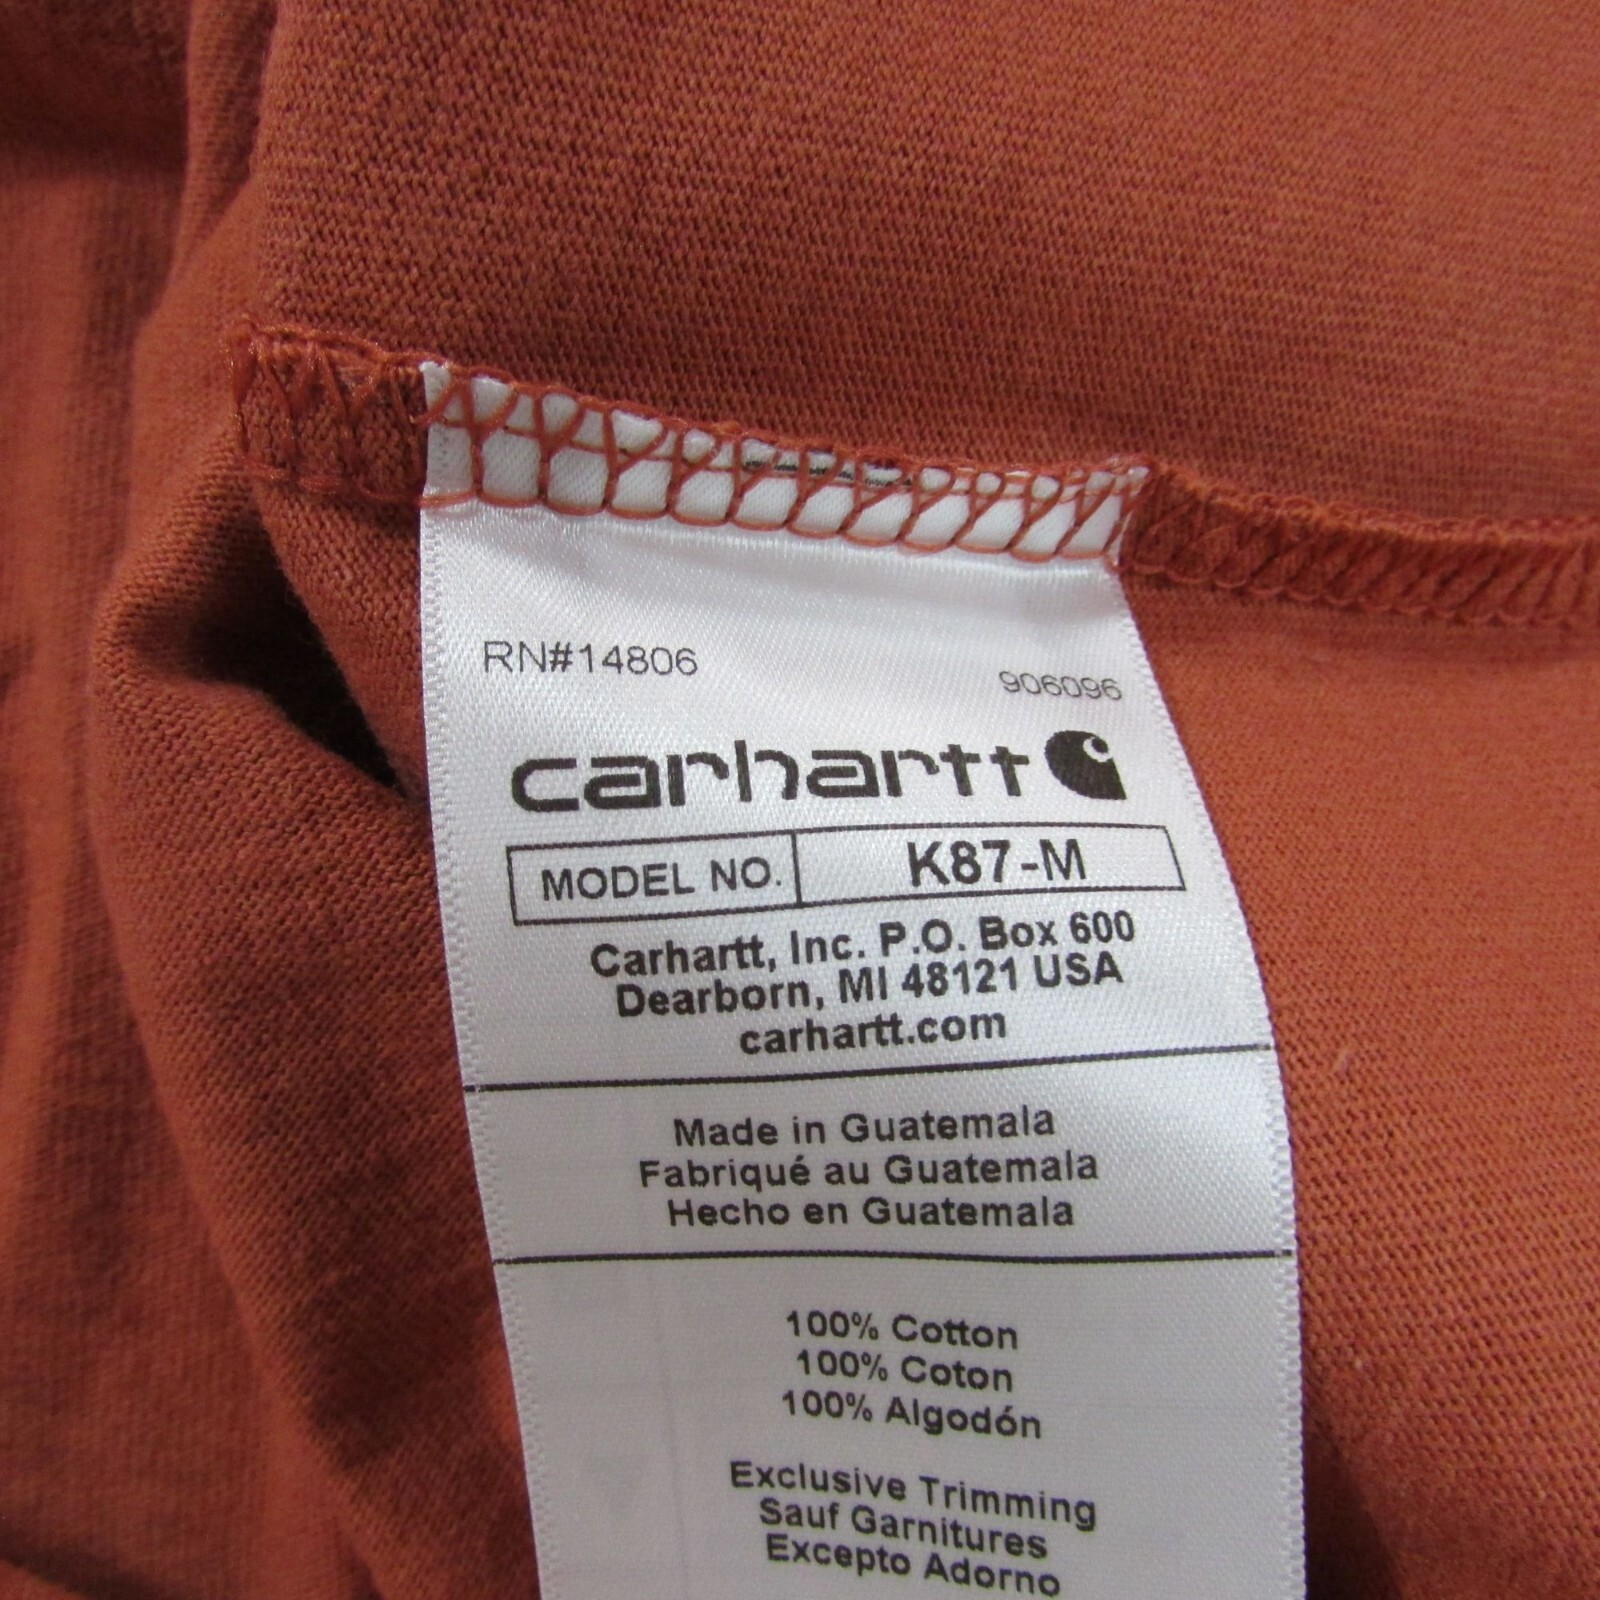 RN#14806
906096
carhartt
MODEL NO. K87-M
Carhartt, Inc. P.O. Box 600
Dearborn, MI 48121 USA
carhartt.com
Made in Guatemala
Fabriqué au Guatemala
Hecho en Guatemala
100% Cotton
100% Coton
100% Algodón
Exclusive Trimming
Sauf Garnitures
Excepto Adorno